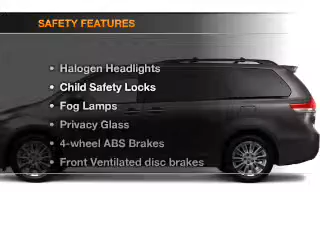 SAFETY FEATURES
• Halogen Headlights
• Child Safety Locks
• Fog Lamps
• Privacy Glass
• 4-wheel ABS Brakes
• Front Ventilated disc brakes